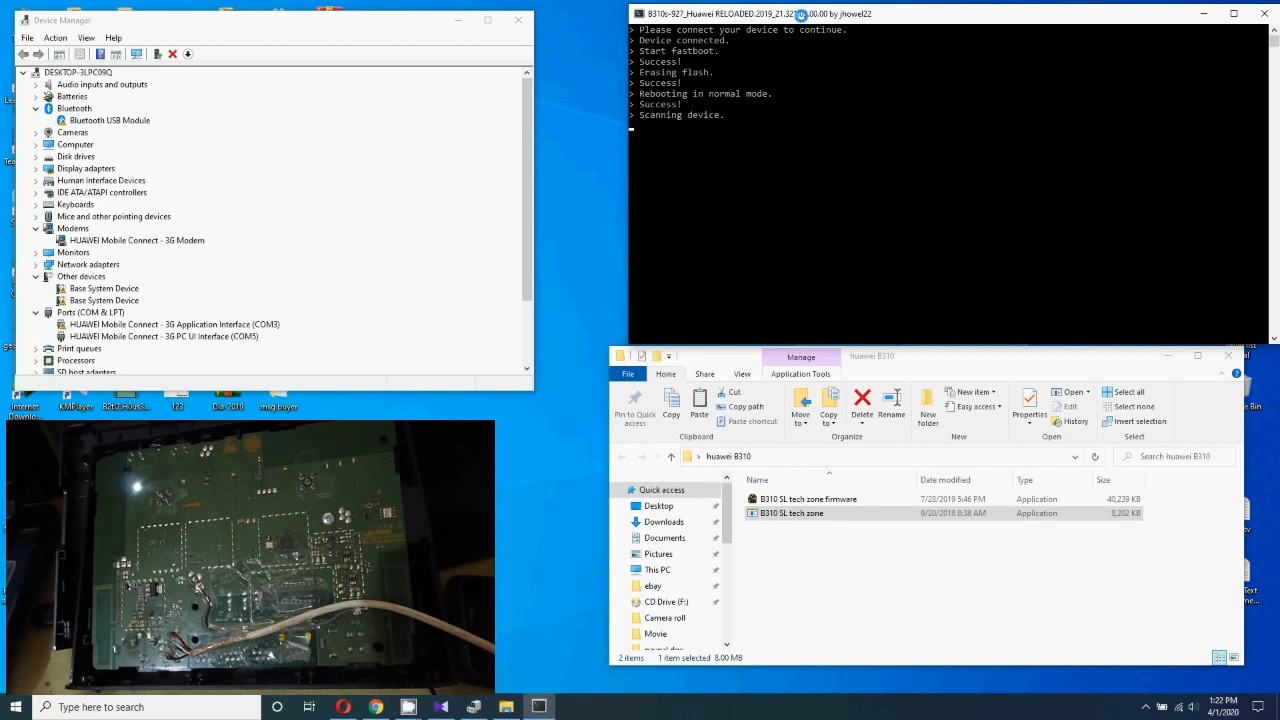 Device Manager
File Action View Help
DESKTOP-3LPC09Q
Audio inputs and outputs
Batteries
Bluetooth
Bluetooth USB Module
Cameras
Computer
Disk drives
Display adapters
Human Interface Devices
IDE ATA/ATAPI controllers
Keyboards
Mice and other pointing devices
Modems
HUAWEI Mobile Connect - 3G Modem
Monitors
Network adapters
Other devices
Base System Device
Base System Device
Ports (COM & LPT)
HUAWEI Mobile Connect - 3G Application Interface (COM3)
HUAWEI Mobile Connect - 3G PC UI Interface (COM5)
Print queues
Processors
SD host adapters
Internet Downlo...
KMPlayer
123
Dia_2019
msg.buyer
B310s-927_Huawei RELOADED.2019_21.321 .00.00 by jhowel22
> Please connect your device to continue.
> Device connected.
> Start fastboot.
> Success!
> Erasing flash.
> Success!
> Rebooting in normal mode.
> Success!
> Scanning device.
Manage huawei B310
File Home Share View Application Tools
Pin to Quick access
Copy
Paste
Cut
Copy path
Paste shortcut
Clipboard
Move to
Copy to
Delete
Rename
Organize
New folder
New item
Easy access
New
Properties
Open
Edit
History
Open
Select all
Select none
Invert selection
Select
huawei B310
Search huawei B310
Name Date modified Type Size
B310 SL tech zone firmware 7/28/2019 5:46 PM Application 40,239 KB
B310 SL tech zone 9/20/2018 8:38 AM Application 8,202 KB
Quick access
Desktop
Downloads
Documents
Pictures
This PC
ebay
CD Drive (F:)
Camera roll
Movie
2 items 1 item selected 8.00 MB
Type here to search
1:22 PM
4/1/2020